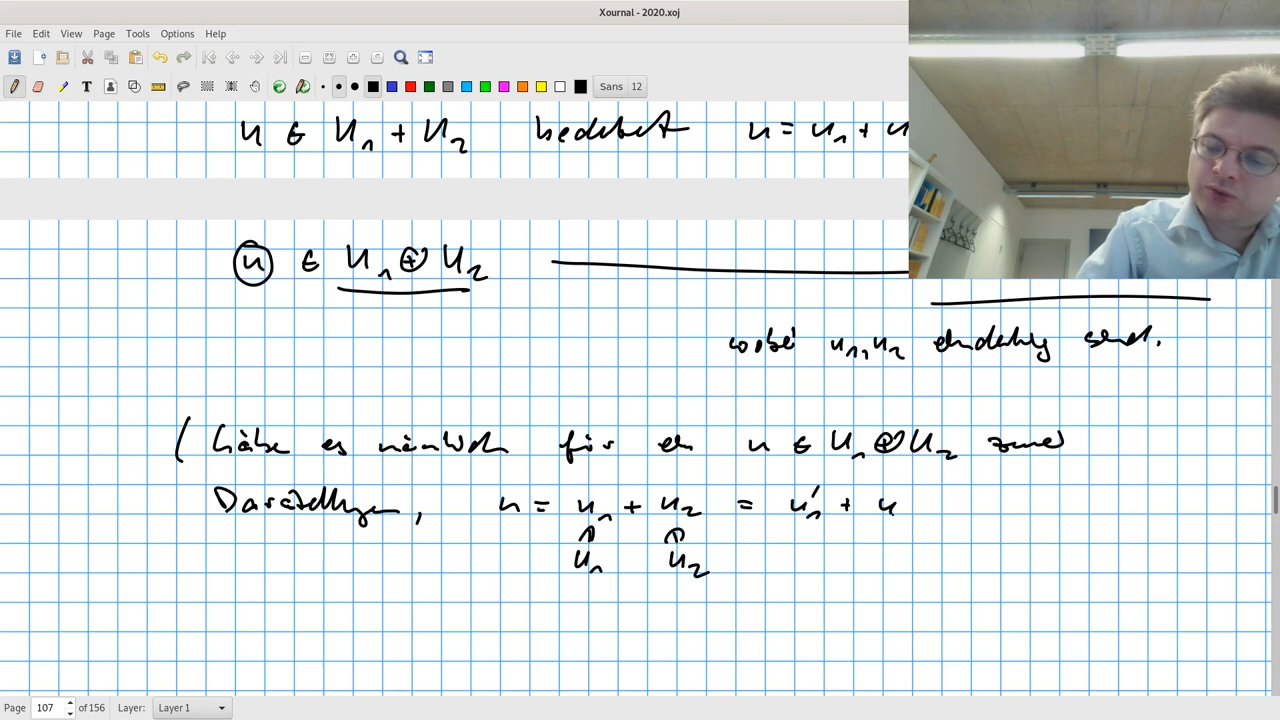 Xournal - 2020.xoj
File Edit View Page Tools Options Help
Sans 12
u ∈ U₁ + U₂ bedeutet u = u₁ + u
u ∈ U₁ ⊕ U₂
wobei u₁, u₂ eindeutig sind.
( Gäbe es nämlich für ein u ∈ U₁ ⊕ U₂ zwei
Darstellungen, u = u₁ + u₂ = u₁' + u
U₁ U₂
Page 107 of 156 Layer: Layer 1